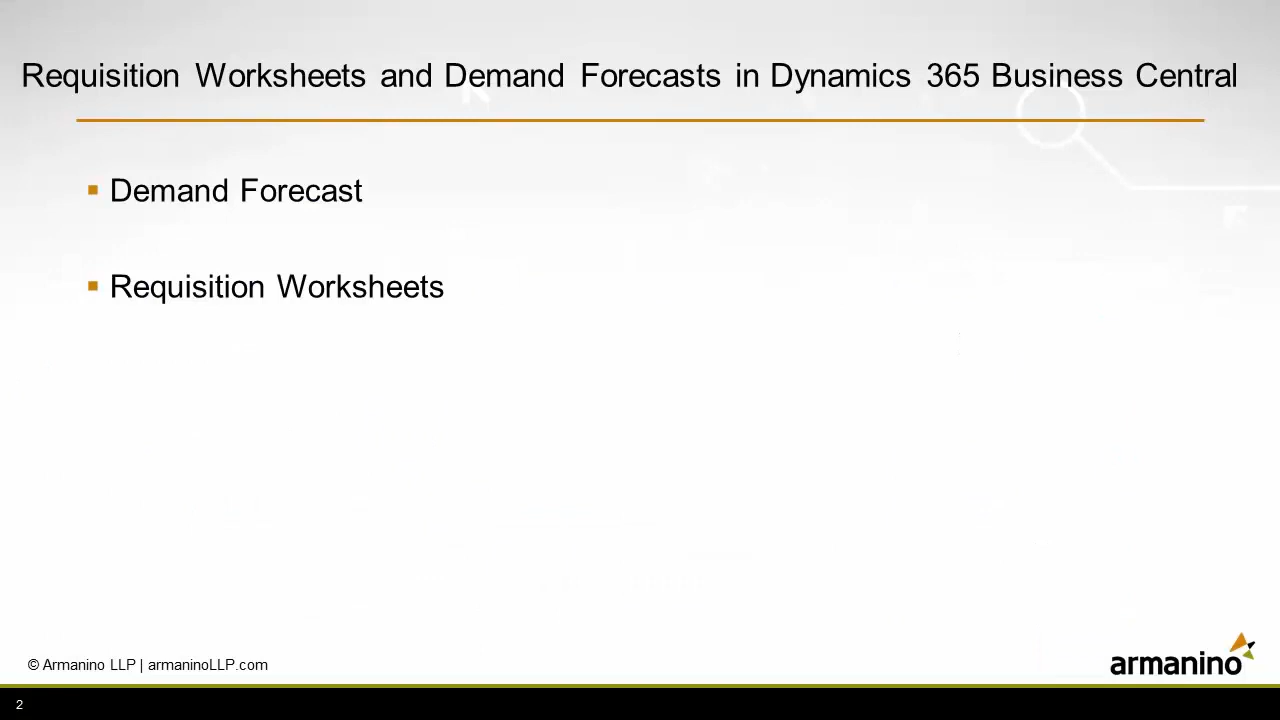 Requisition Worksheets and Demand Forecasts in Dynamics 365 Business Central
Demand Forecast
Requisition Worksheets
© Armanino LLP | armaninoLLP.com
armanino
2